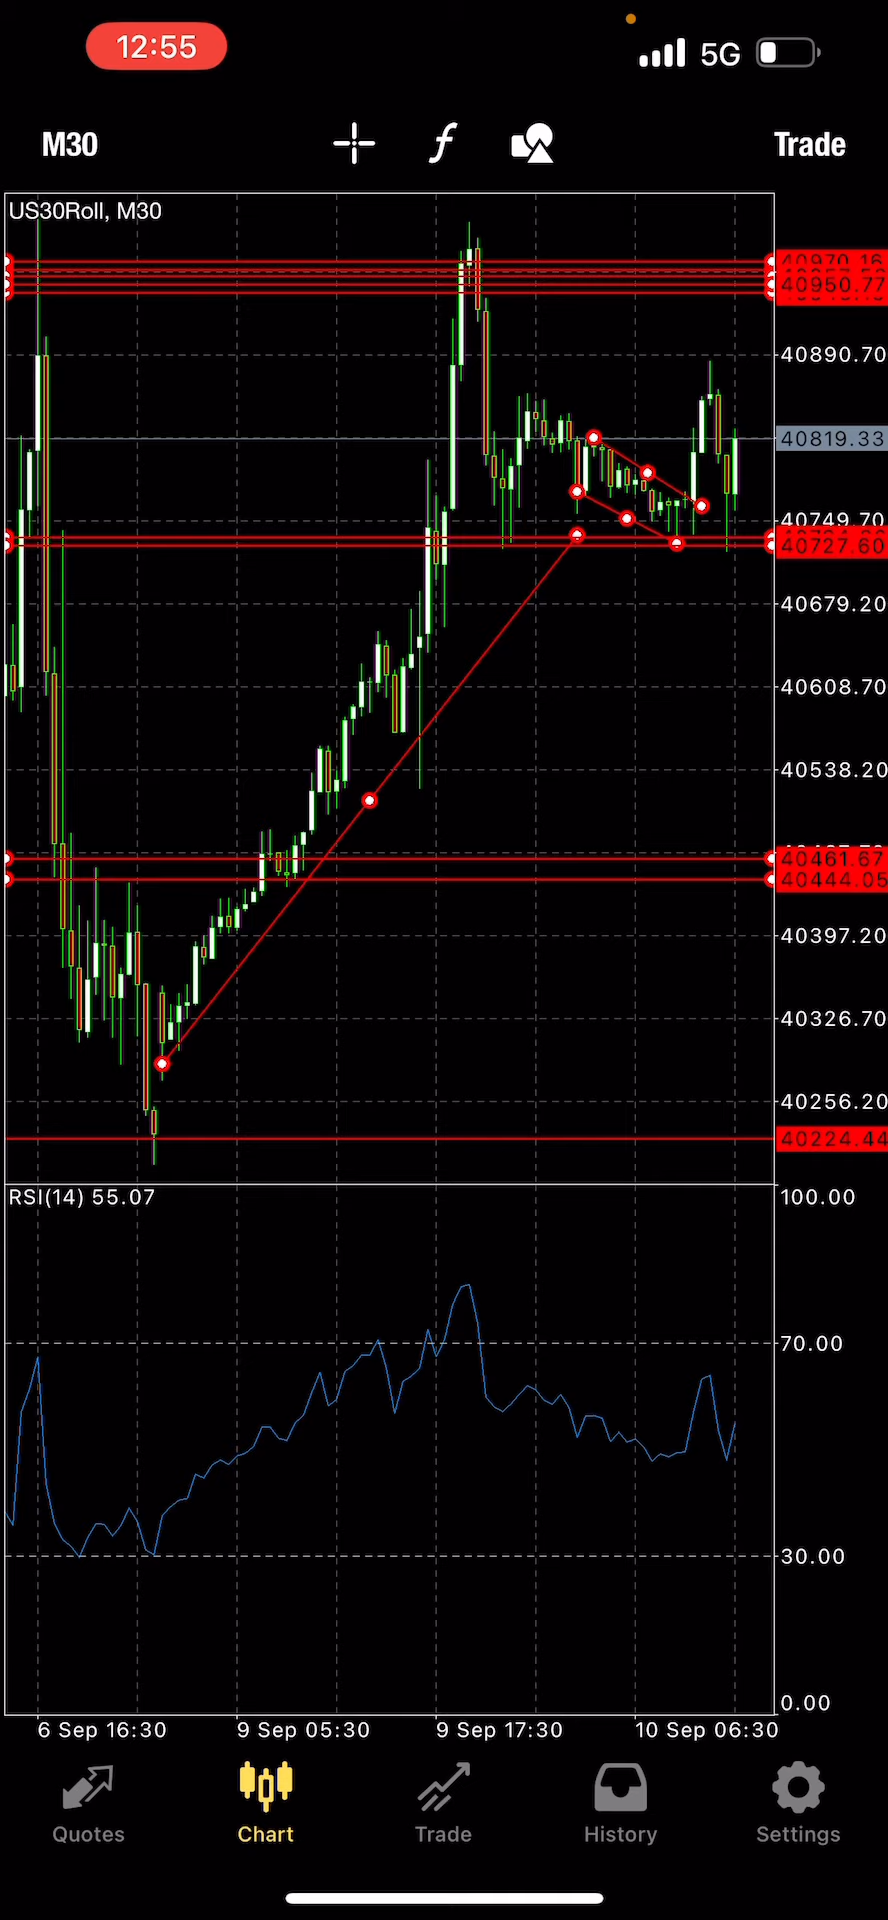 12:55
5G
M30
f
Trade
US30Roll, M30
40970.16
40950.77
40890.70
40819.33
40749.70
40727.60
40679.20
40608.70
40538.20
40461.67
40444.05
40397.20
40326.70
40256.20
40224.44
RSI(14) 55.07
100.00
70.00
30.00
0.00
6 Sep 16:30
9 Sep 05:30
9 Sep 17:30
10 Sep 06:30
Quotes
Chart
Trade
History
Settings